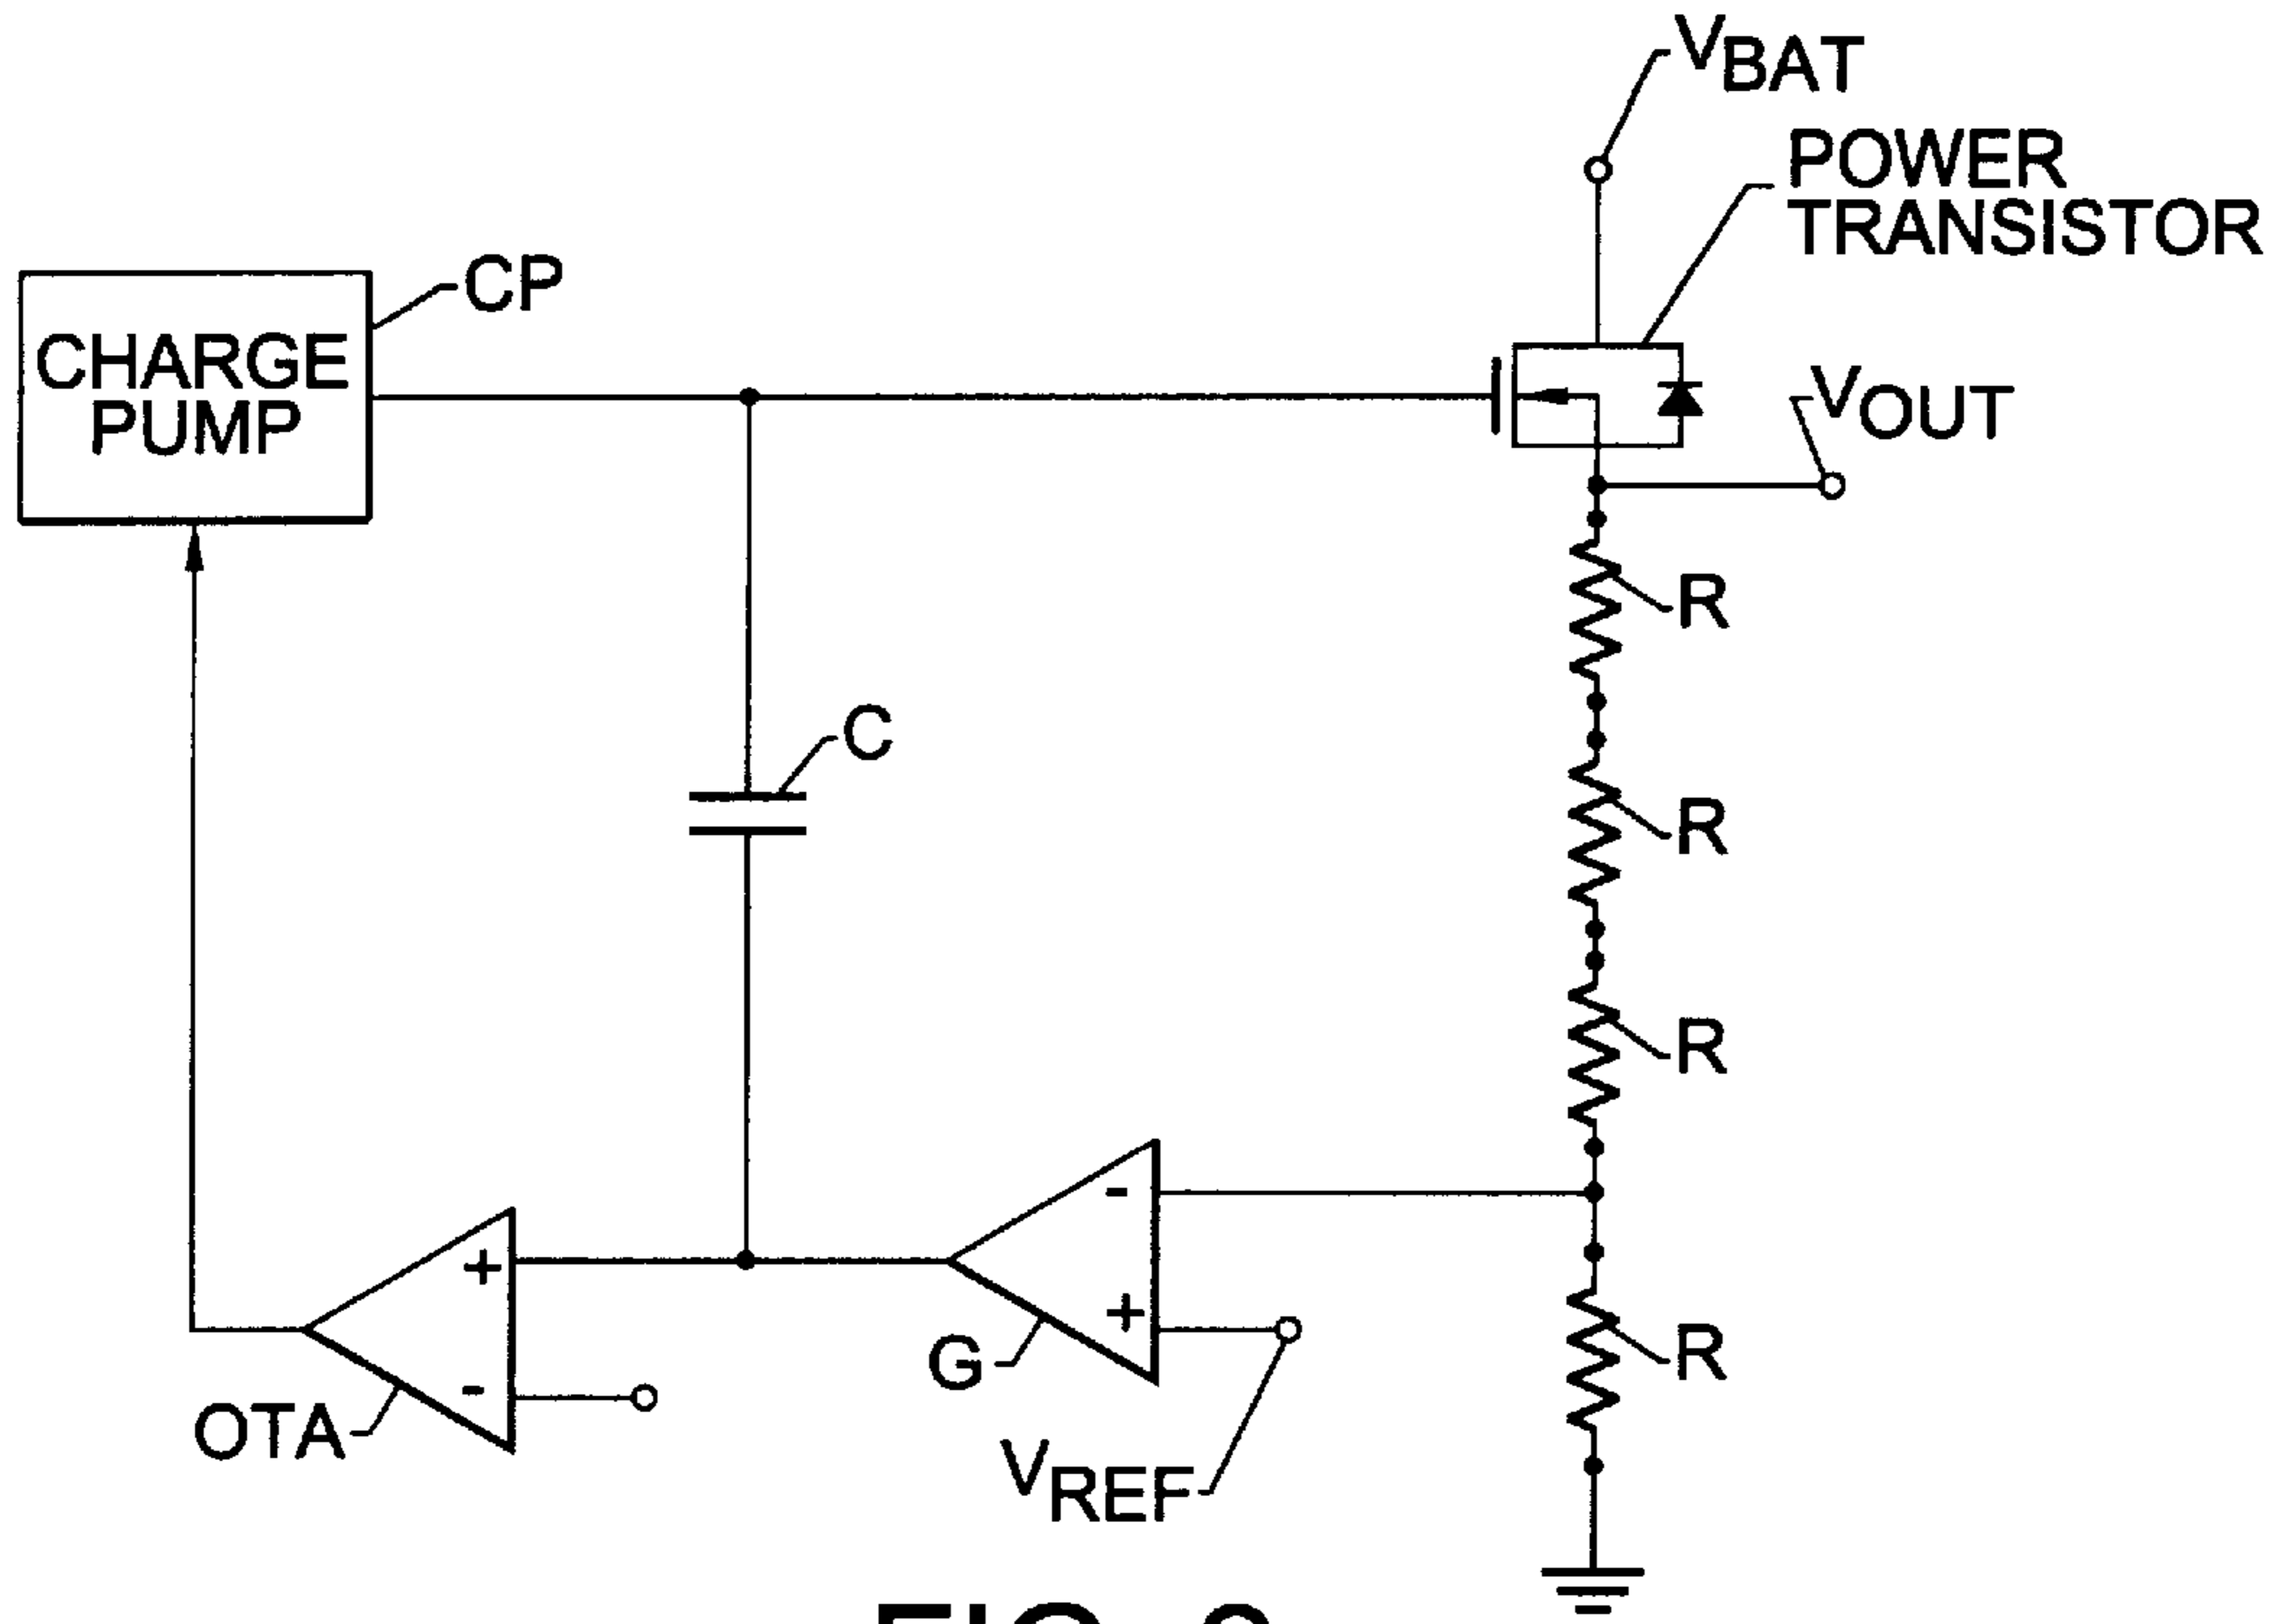 VBAT
POWER
TRANSISTOR
CP
CHARGE
PUMP
VOUT
R
C
R
R
-
+
+
G
R
-
OTA
VREF